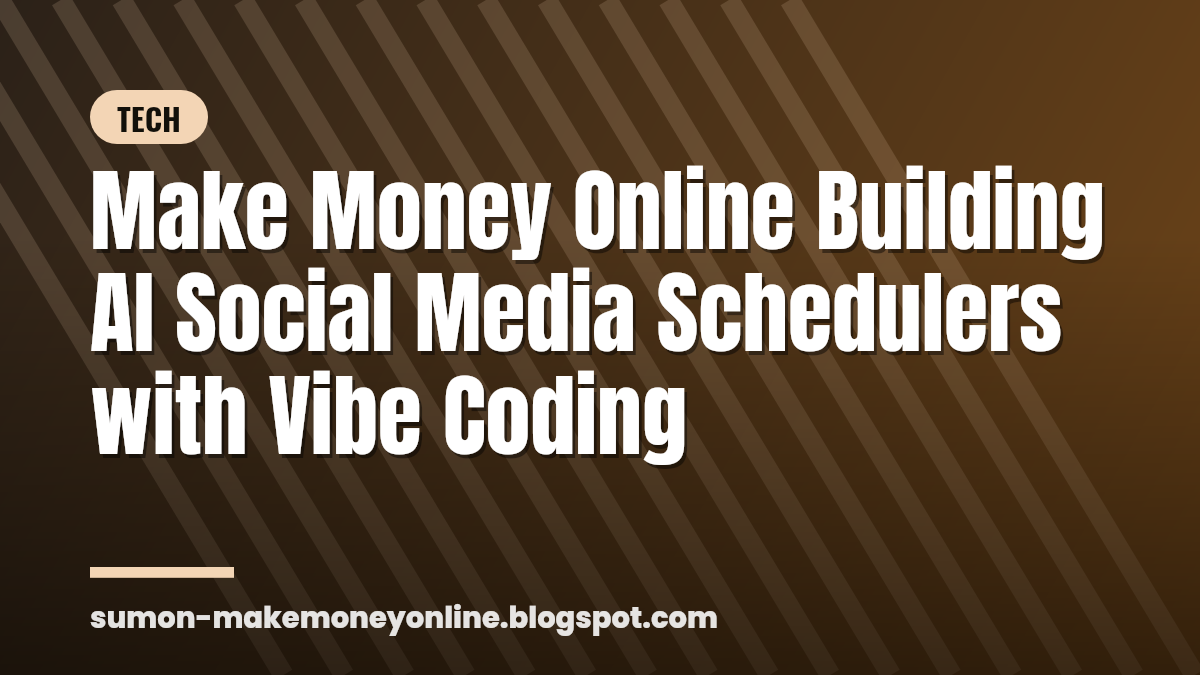 TECH
Make Money Online Building
AI Social Media Schedulers
with Vibe Coding
sumon-makemoneyonline.blogspot.com